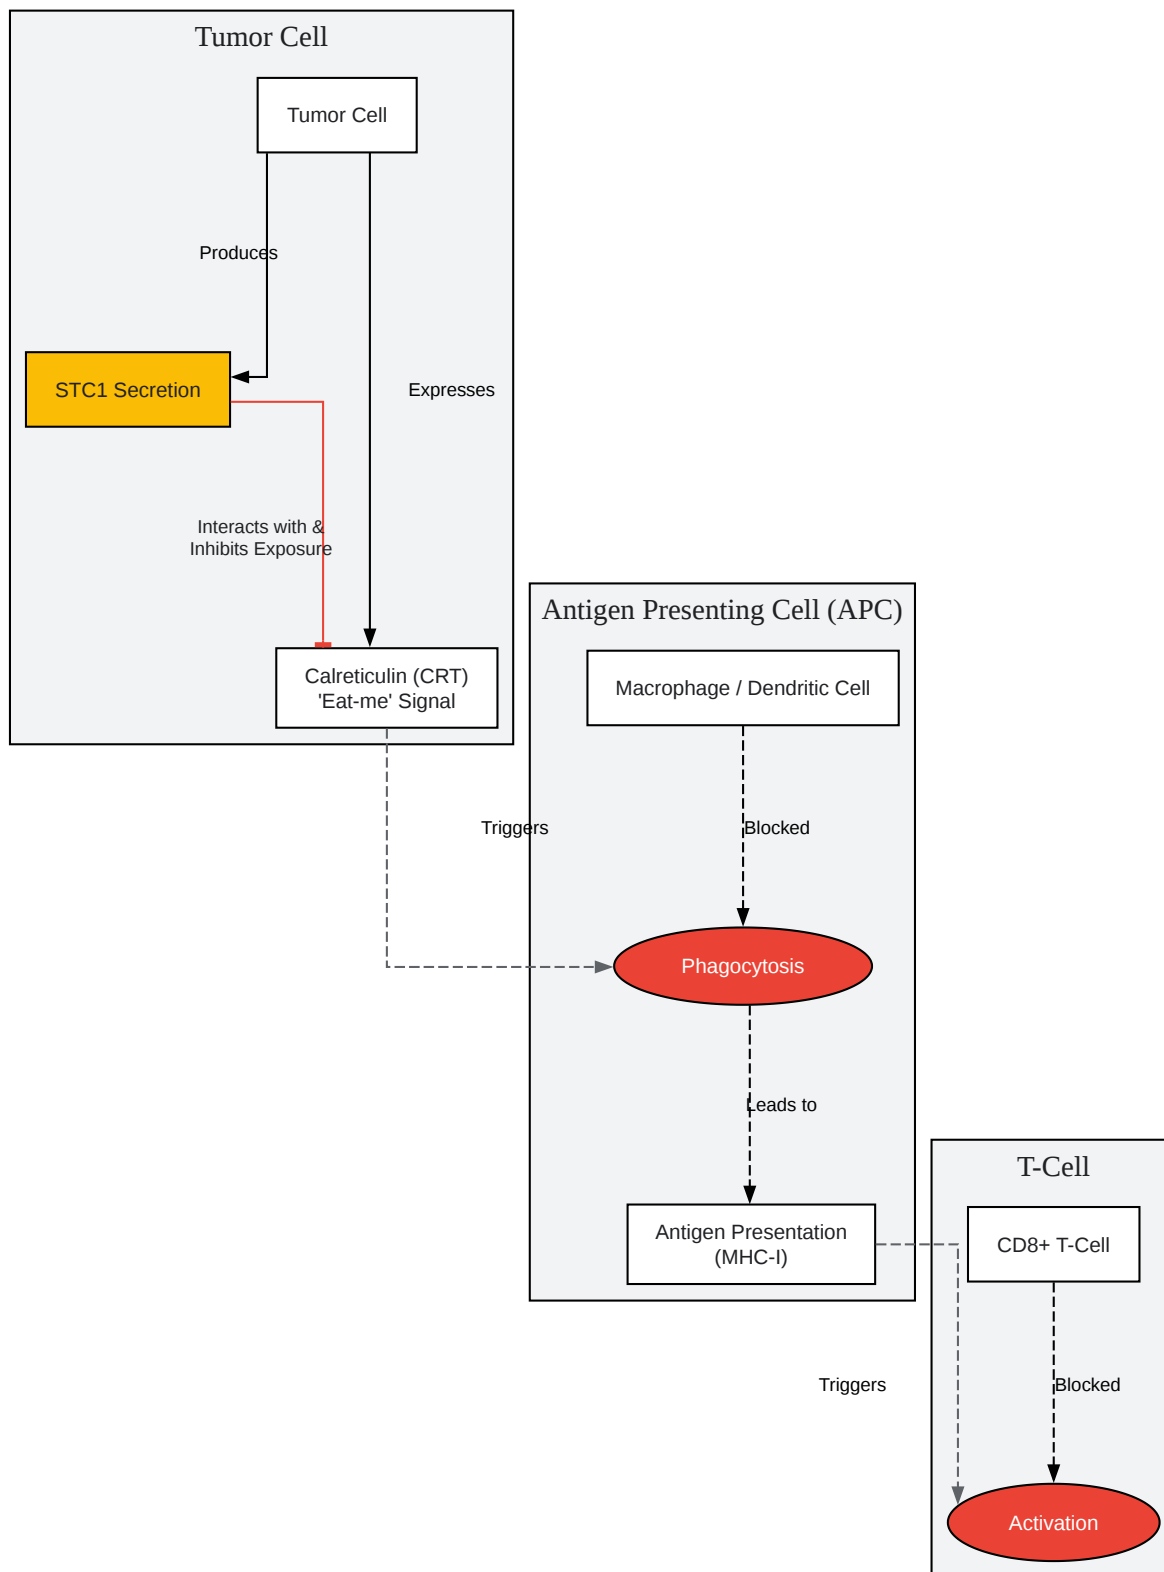 Tumor Cell
Tumor Cell
Produces
STC1 Secretion
Expresses
Interacts with &
Inhibits Exposure
Calreticulin (CRT)
'Eat-me' Signal
Antigen Presenting Cell (APC)
Macrophage / Dendritic Cell
Triggers
Blocked
Phagocytosis
Leads to
Antigen Presentation
(MHC-I)
T-Cell
CD8+ T-Cell
Triggers
Blocked
Activation